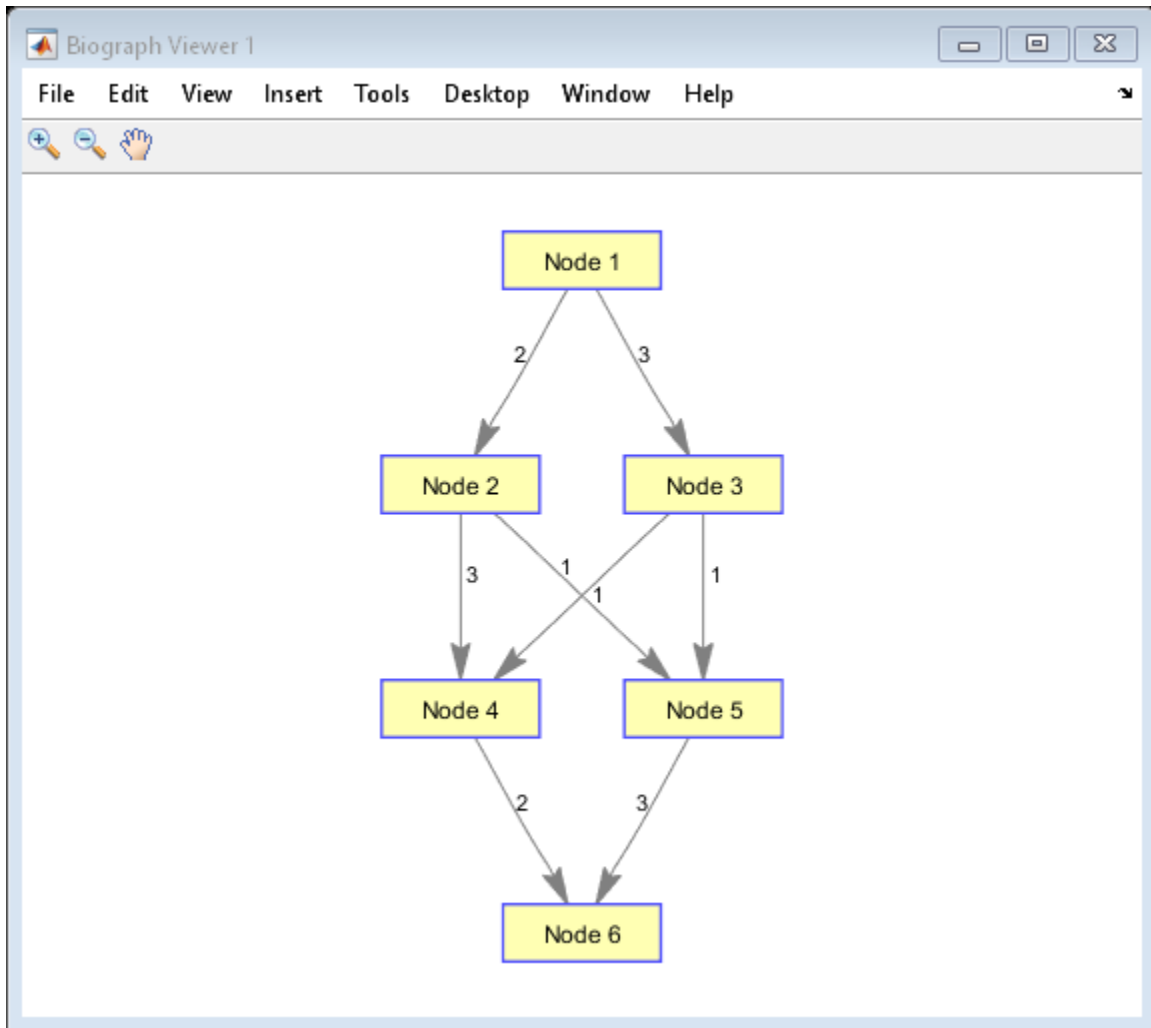 Biograph Viewer 1
File Edit View Insert Tools Desktop Window Help
Node 1
2 3
Node 2 Node 3
3 1 1 1
Node 4 Node 5
2 3
Node 6